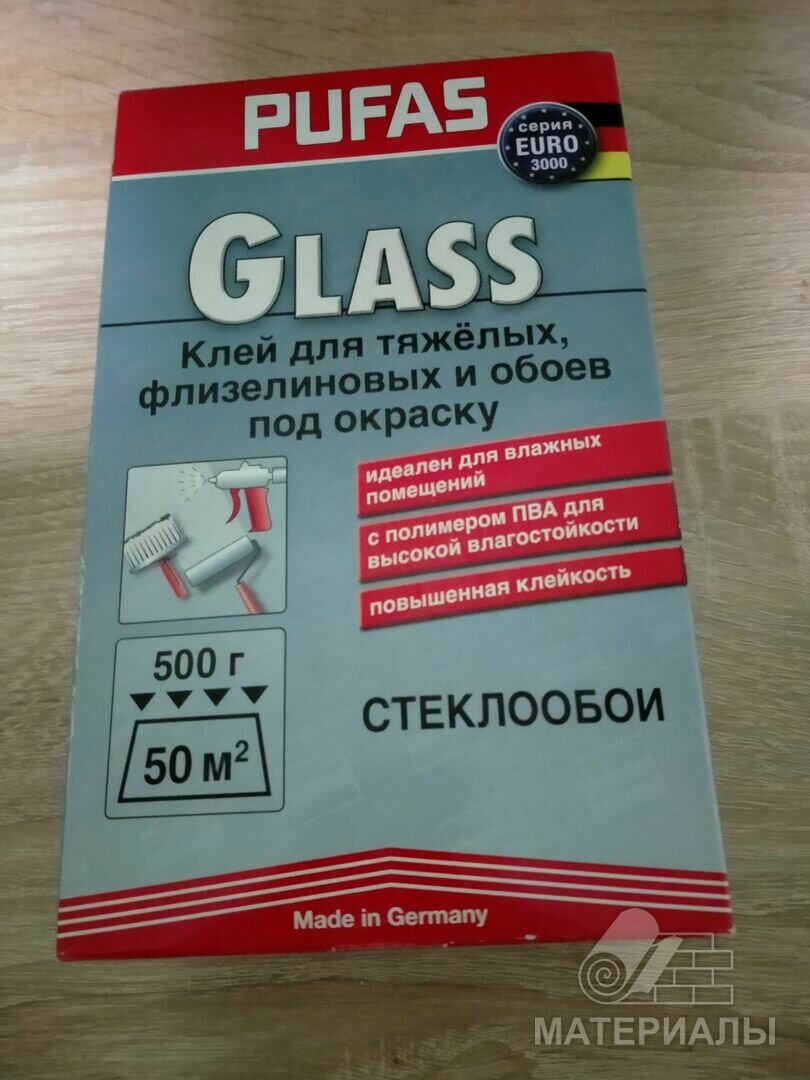 PUFAS
серия
EURO
3000
GLASS
Клей для тяжёлых,
флизелиновых и обоев
под окраску
идеален для влажных
помещений
с полимером ПВА для
высокой влагостойкости
повышенная клейкость
500 г
50 м²
СТЕКЛООБОИ
Made in Germany
МАТЕРИАЛЫ